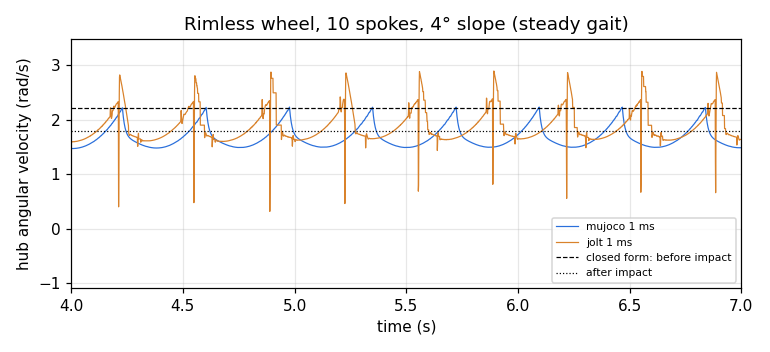 Rimless wheel, 10 spokes, 4° slope (steady gait)
hub angular velocity (rad/s)
3
2
1
0
−1
mujoco 1 ms
jolt 1 ms
closed form: before impact
after impact
4.0 4.5 5.0 5.5 6.0 6.5 7.0
time (s)